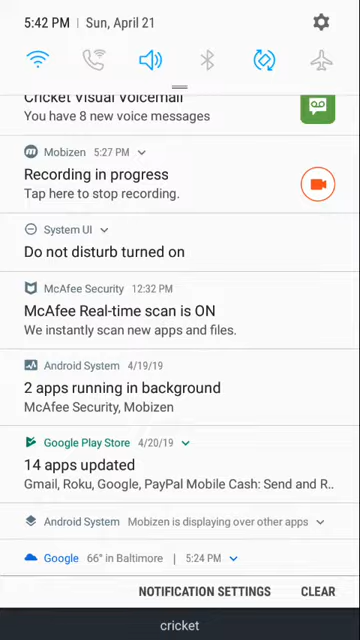 5:42 PM | Sun, April 21
Cricket Visual Voicemail
You have 8 new voice messages
Mobizen 5:27 PM
Recording in progress
Tap here to stop recording.
System UI
Do not disturb turned on
McAfee Security 12:32 PM
McAfee Real-time scan is ON
We instantly scan new apps and files.
Android System 4/19/19
2 apps running in background
McAfee Security, Mobizen
Google Play Store 4/20/19
14 apps updated
Gmail, Roku, Google, PayPal Mobile Cash: Send and R..
Android System Mobizen is displaying over other apps
Google 66° in Baltimore | 5:24 PM
NOTIFICATION SETTINGS CLEAR
cricket